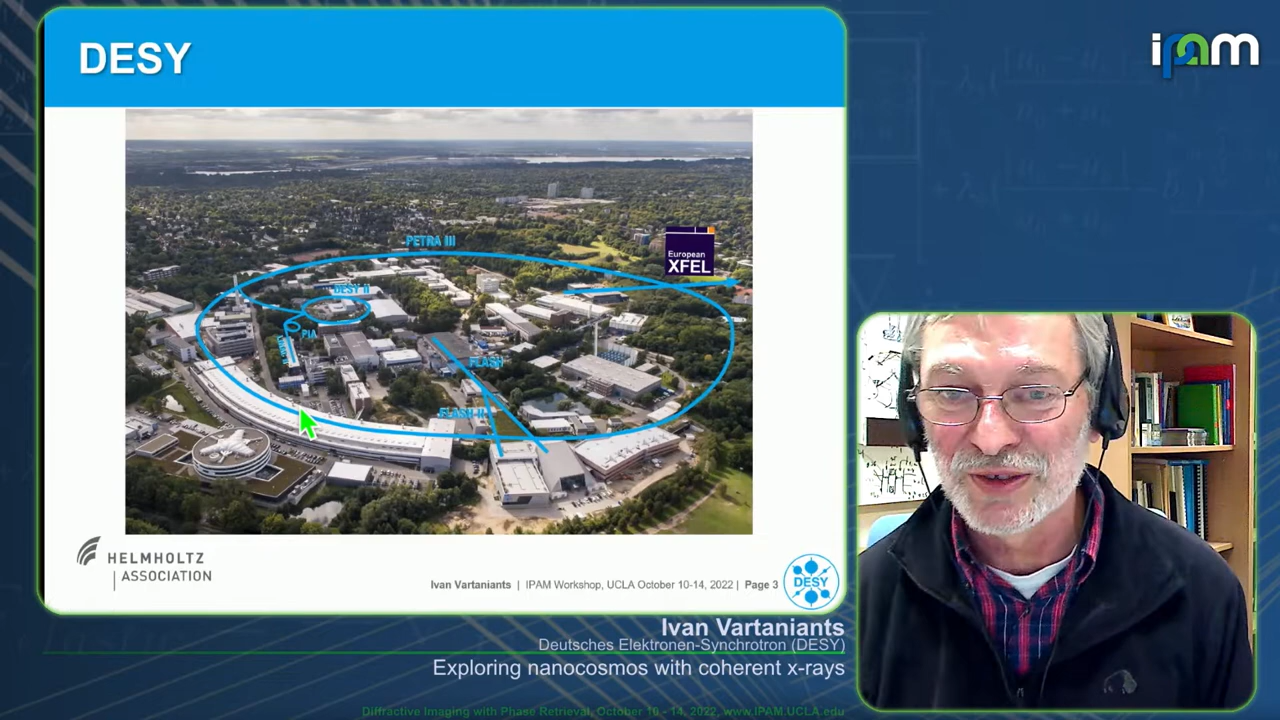 DESY
ipam
PETRA III
European
XFEL
DESY II
PIA
FLASH
FLASH II
HELMHOLTZ
ASSOCIATION
Ivan Vartaniants | IPAM Workshop, UCLA October 10-14, 2022 | Page 3
DESY
Ivan Vartaniants
Deutsches Elektronen-Synchrotron (DESY)
Exploring nanocosmos with coherent x-rays
Diffractive Imaging with Phase Retrieval, October 10 - 14, 2022, www.IPAM.UCLA.edu